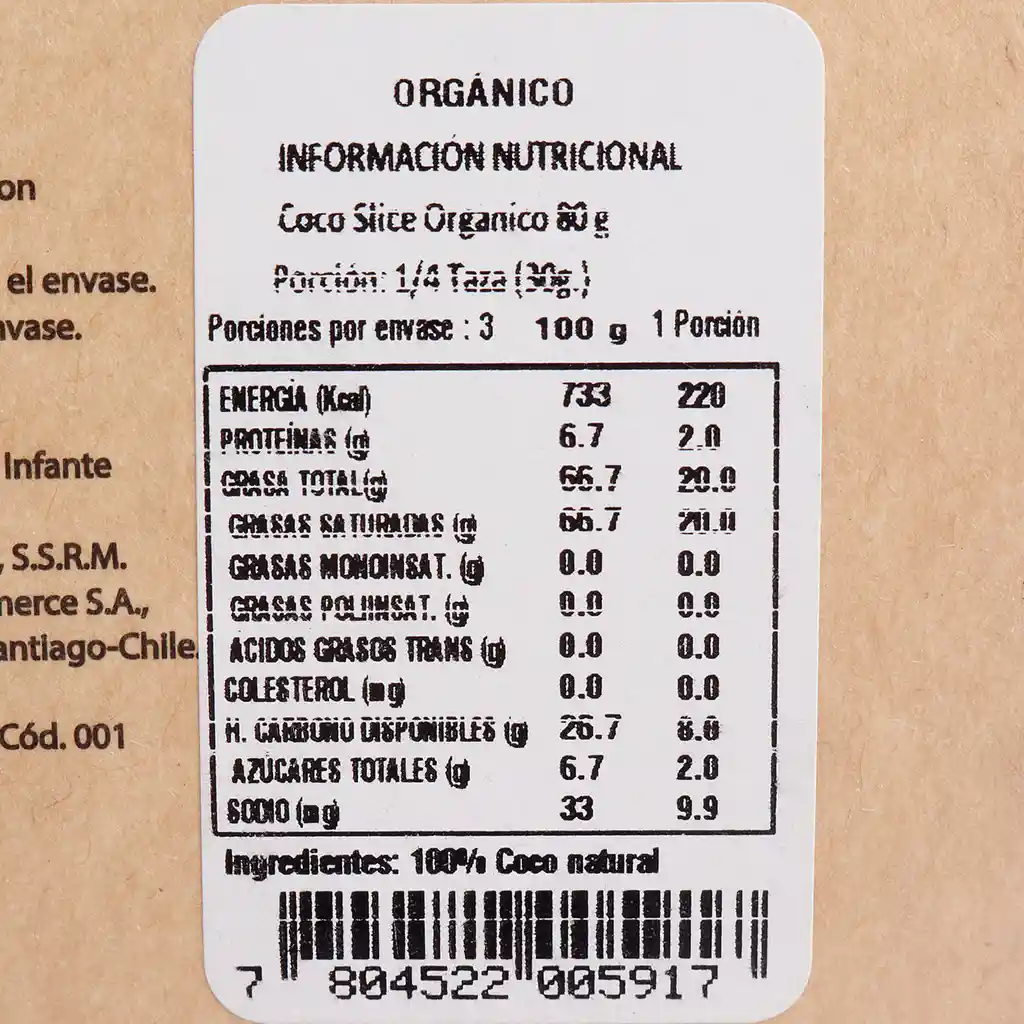 ORGÁNICO
INFORMACIÓN NUTRICIONAL
Coco Slice Organico 80 g
Porción: 1/4 Taza (30g.)
Porciones por envase : 3 100 g 1 Porción
ENERGÍA (Kcal) 733 220
PROTEÍNAS (g) 6.7 2.0
GRASA TOTAL(g) 66.7 20.0
GRASAS SATURADAS (g) 66.7 20.0
GRASAS MONOINSAT. (g) 0.0 0.0
GRASAS POLIINSAT. (g) 0.0 0.0
ÁCIDOS GRASOS TRANS (g) 0.0 0.0
COLESTEROL (mg) 0.0 0.0
H. CARBONO DISPONIBLES (g) 26.7 8.0
AZÚCARES TOTALES (g) 6.7 2.0
SODIO (mg) 33 9.9
Ingredientes: 100% Coco natural
7 804522 005917
on
el envase.
nvase.
Infante
, S.S.R.M.
merce S.A.,
antiago-Chile.
Cód. 001